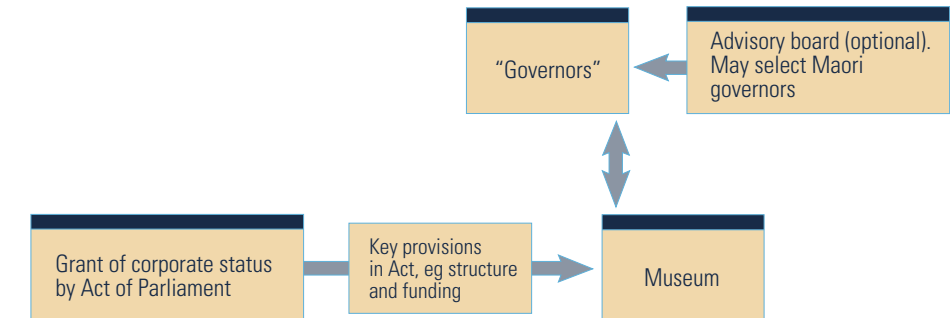 “Governors”
Advisory board (optional).
May select Maori
governors
Grant of corporate status
by Act of Parliament
Key provisions
in Act, eg structure
and funding
Museum